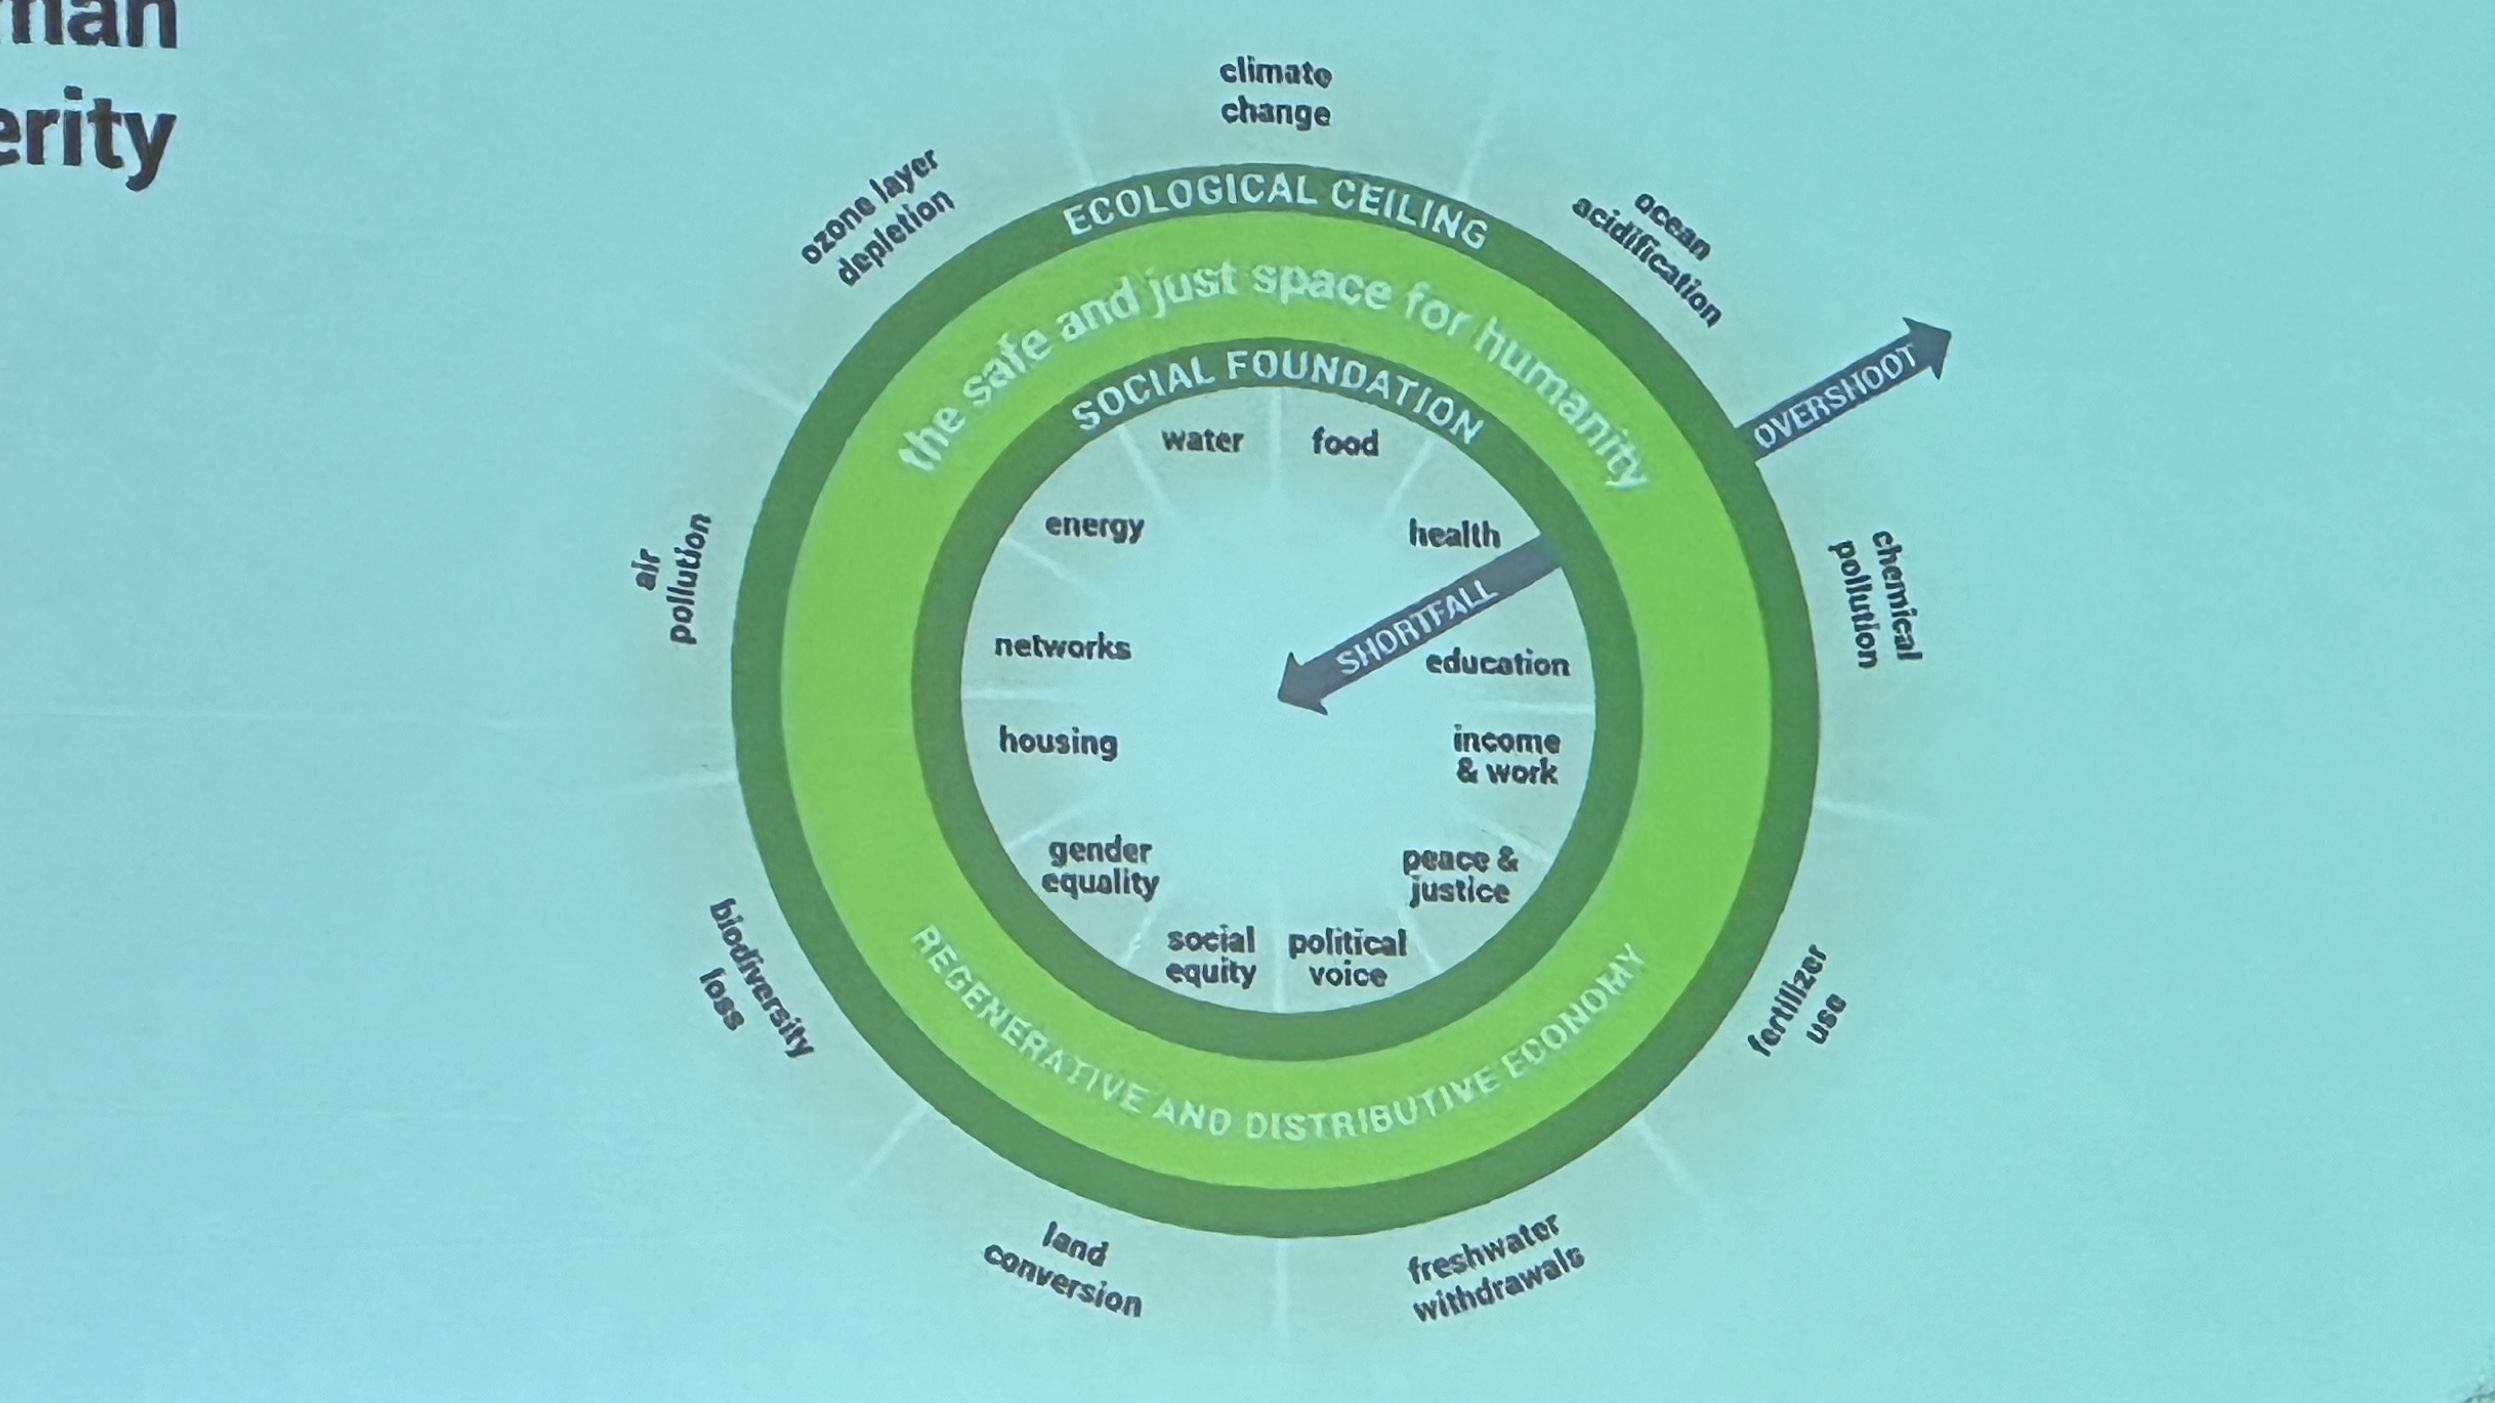 erity
climate
change
ozone layer
depletion
ocean
acidification
ECOLOGICAL CEILING
the safe and just space for humanity
SOCIAL FOUNDATION
OVERSHOOT
water
food
energy
health
SHORTFALL
networks
education
housing
income
& work
gender
equality
peace &
justice
social
equity
political
voice
REGENERATIVE AND DISTRIBUTIVE ECONOMY
air
pollution
chemical
pollution
biodiversity
loss
fertilizer
use
land
conversion
freshwater
withdrawals